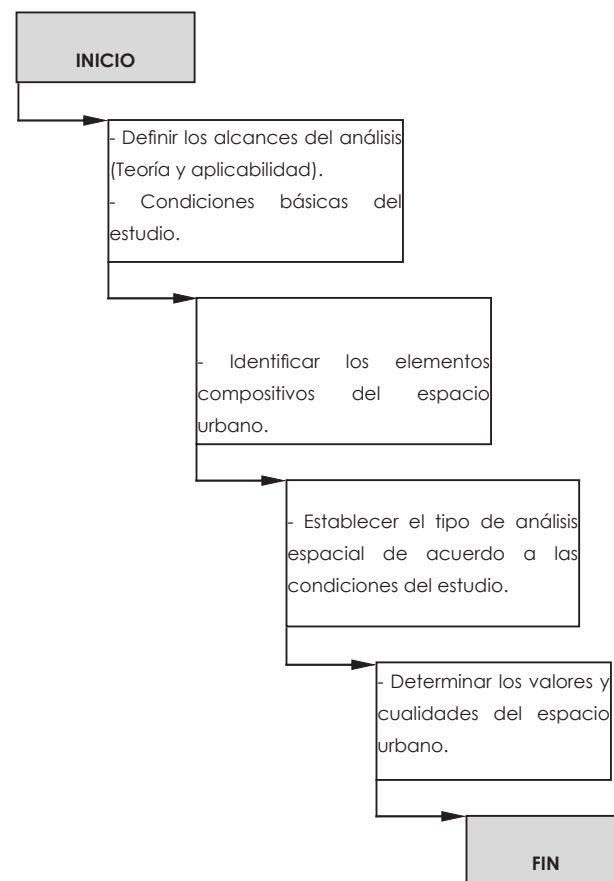 INICIO
- Definir los alcances del análisis
(Teoría y aplicabilidad).
- Condiciones básicas del
estudio.
- Identificar los elementos
compositivos del espacio
urbano.
- Establecer el tipo de análisis
espacial de acuerdo a las
condiciones del estudio.
- Determinar los valores y
cualidades del espacio
urbano.
FIN